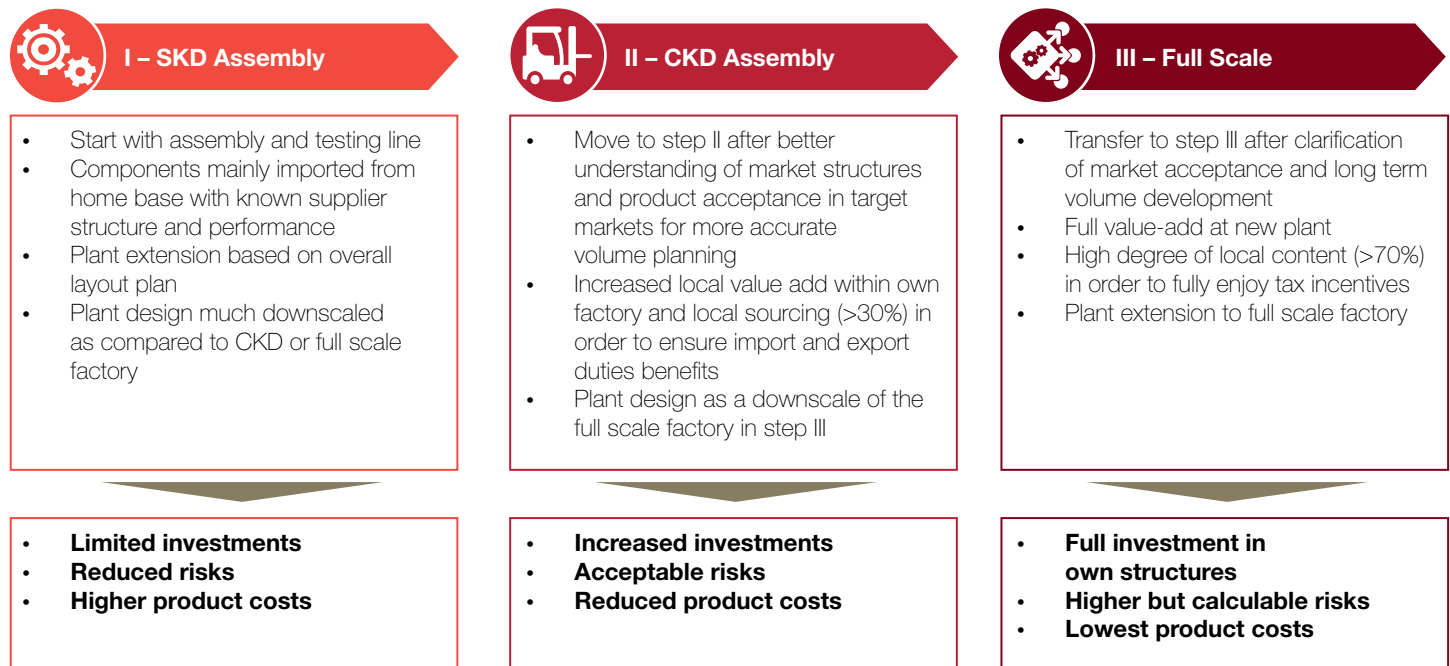 I – SKD Assembly
• Start with assembly and testing line
• Components mainly imported from
home base with known supplier
structure and performance
• Plant extension based on overall
layout plan
• Plant design much downscaled
as compared to CKD or full scale
factory
• Limited investments
• Reduced risks
• Higher product costs
II – CKD Assembly
• Move to step II after better
understanding of market structures
and product acceptance in target
markets for more accurate
volume planning
• Increased local value add within own
factory and local sourcing (>30%) in
order to ensure import and export
duties benefits
• Plant design as a downscale of the
full scale factory in step III
• Increased investments
• Acceptable risks
• Reduced product costs
III – Full Scale
• Transfer to step III after clarification
of market acceptance and long term
volume development
• Full value-add at new plant
• High degree of local content (>70%)
in order to fully enjoy tax incentives
• Plant extension to full scale factory
• Full investment in
own structures
• Higher but calculable risks
• Lowest product costs